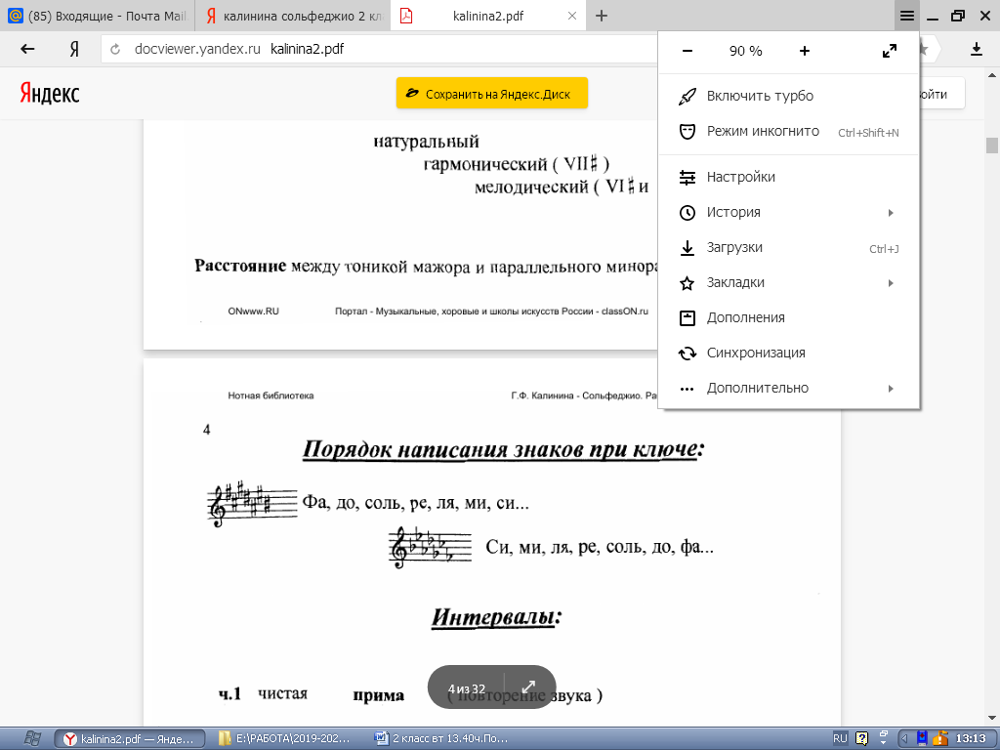 (85) Входящие - Почта Mail
калинина сольфеджио 2 кл
kalinina2.pdf
Я docviewer.yandex.ru kalinina2.pdf
90 %
Включить турбо
Режим инкогнито Ctrl+Shift+N
Настройки
История
Загрузки Ctrl+J
Закладки
Дополнения
Синхронизация
Дополнительно
Яндекс
Сохранить на Яндекс.Диск
ойти
натуральный
гармонический ( VII♯ )
мелодический ( VI♯ и
Расстояние между тоникой мажора и параллельного минора
ONwww.RU Портал - Музыкальные, хоровые и школы искусств России - classON.ru
Нотная библиотека Г.Ф. Калинина - Сольфеджио. Ра
4
Порядок написания знаков при ключе:
Фа, до, соль, ре, ля, ми, си...
Си, ми, ля, ре, соль, до, фа...
Интервалы:
ч.1 чистая прима ( повторение звука )
4 из 32
kalinina2.pdf — Янде...
E:\РАБОТА\2019-202...
2 класс вт 13.40ч.По...
RU
13:13